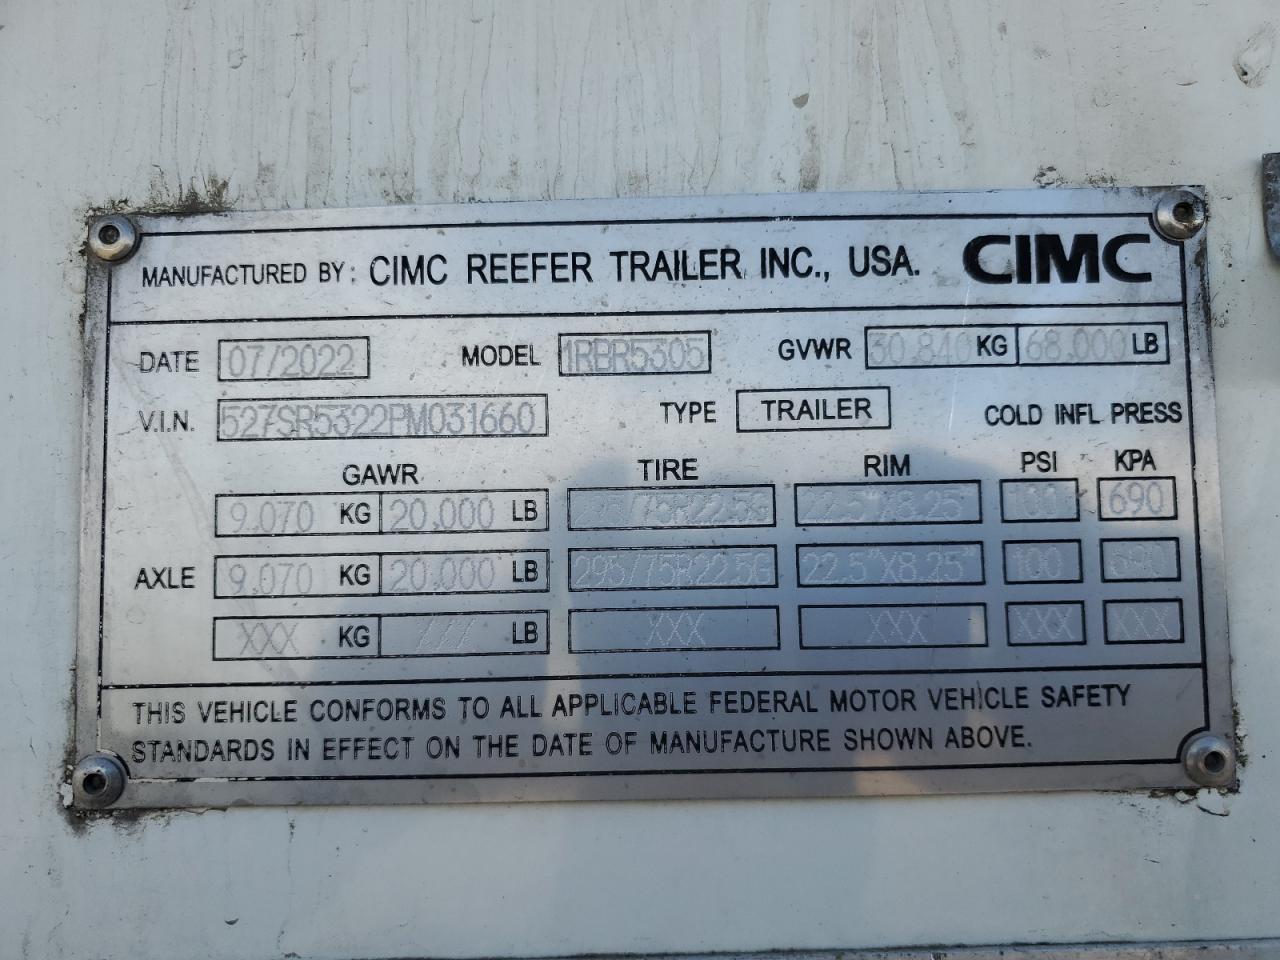 MANUFACTURED BY: CIMC REEFER TRAILER INC., USA. CIMC
DATE 07/2022 MODEL 1RBR5305 GVWR 30.840 KG 68.000 LB
V.I.N. 527SR5322PM031660 TYPE TRAILER COLD INFL PRESS
GAWR TIRE RIM PSI KPA
9.070 KG 20,000 LB 22.5"X8.25" 100 690
AXLE 9.070 KG 20.000 LB 295/75R22.5G 22.5"X8.25" 100 690
XXX KG LB XXX XXX XXX XXX
THIS VEHICLE CONFORMS TO ALL APPLICABLE FEDERAL MOTOR VEHICLE SAFETY
STANDARDS IN EFFECT ON THE DATE OF MANUFACTURE SHOWN ABOVE.